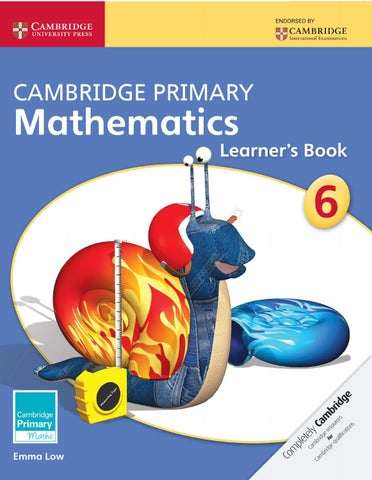 CAMBRIDGE
UNIVERSITY PRESS
ENDORSED BY
CAMBRIDGE
International Examinations
CAMBRIDGE PRIMARY
Mathematics
Learner's Book
6
Completely Cambridge
Cambridge resources
for
Cambridge qualifications
Cambridge
Primary
Maths
Emma Low